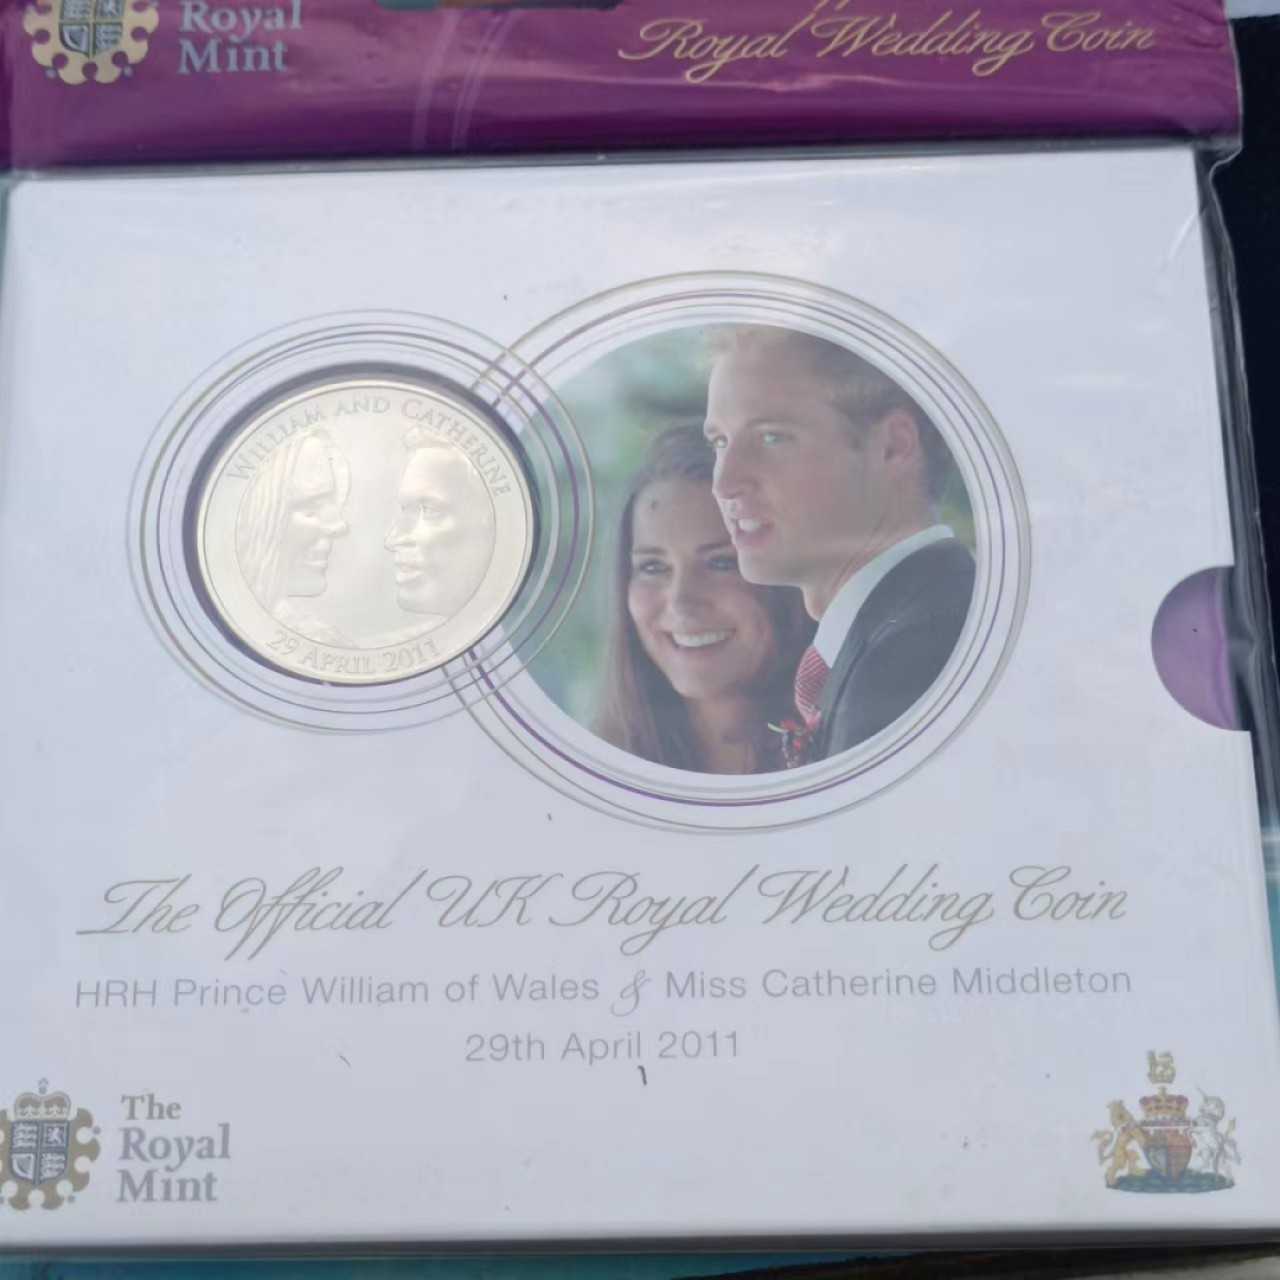 Royal
Mint
Royal Wedding Coin
WILLIAM AND CATHERINE
29 APRIL 2011
The Official UK Royal Wedding Coin
HRH Prince William of Wales & Miss Catherine Middleton
29th April 2011
The
Royal
Mint